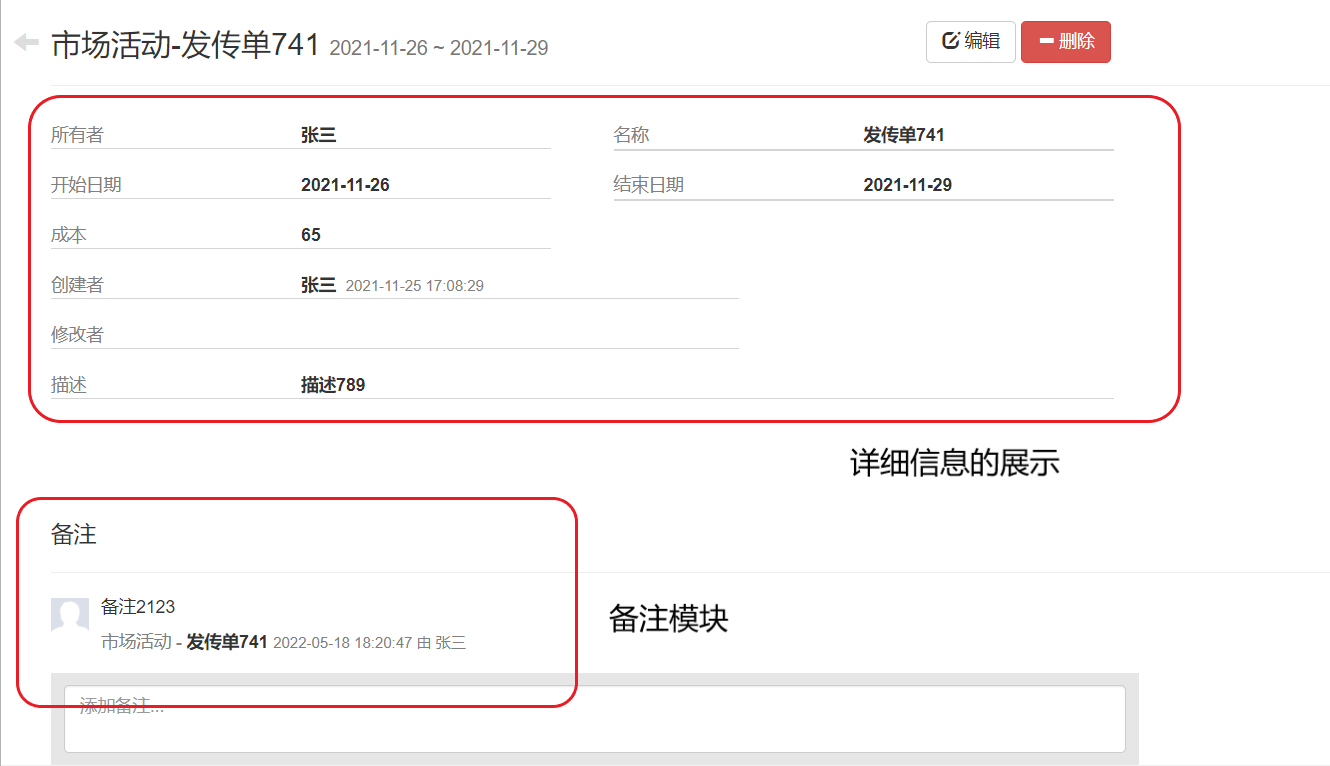 市场活动-发传单741 2021-11-26 ~ 2021-11-29 编辑 删除
所有者 张三 名称 发传单741
开始日期 2021-11-26 结束日期 2021-11-29
成本 65
创建者 张三 2021-11-25 17:08:29
修改者
描述 描述789
详细信息的展示
备注
备注2123
备注模块
市场活动 - 发传单741 2022-05-18 18:20:47 由 张三
添加备注...